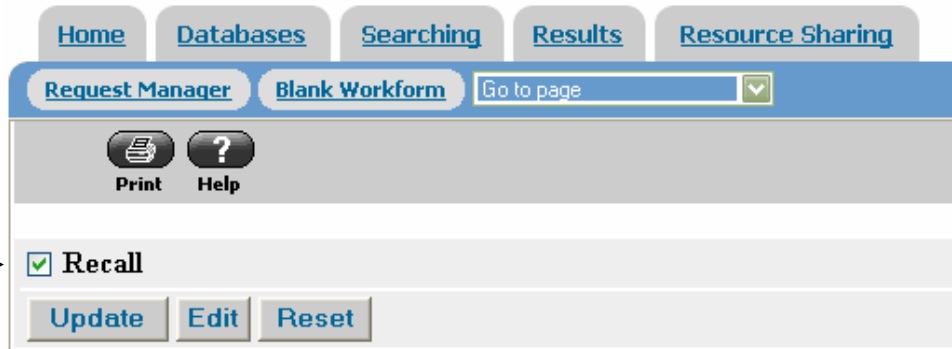 Home Databases Searching Results Resource Sharing
Request Manager Blank Workform Go to page
? 
Print Help
Recall
Update Edit Reset